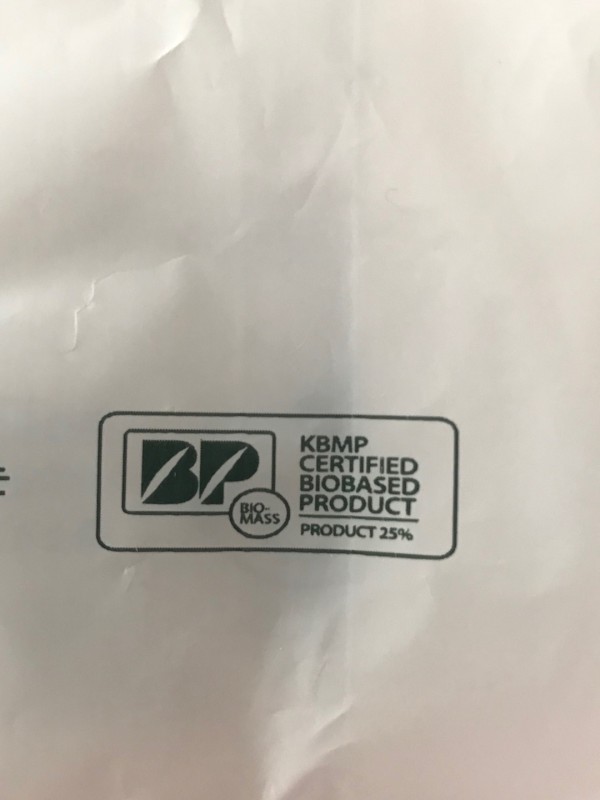 BP
BIO-
MASS
KBMP
CERTIFIED
BIOBASED
PRODUCT
PRODUCT 25%